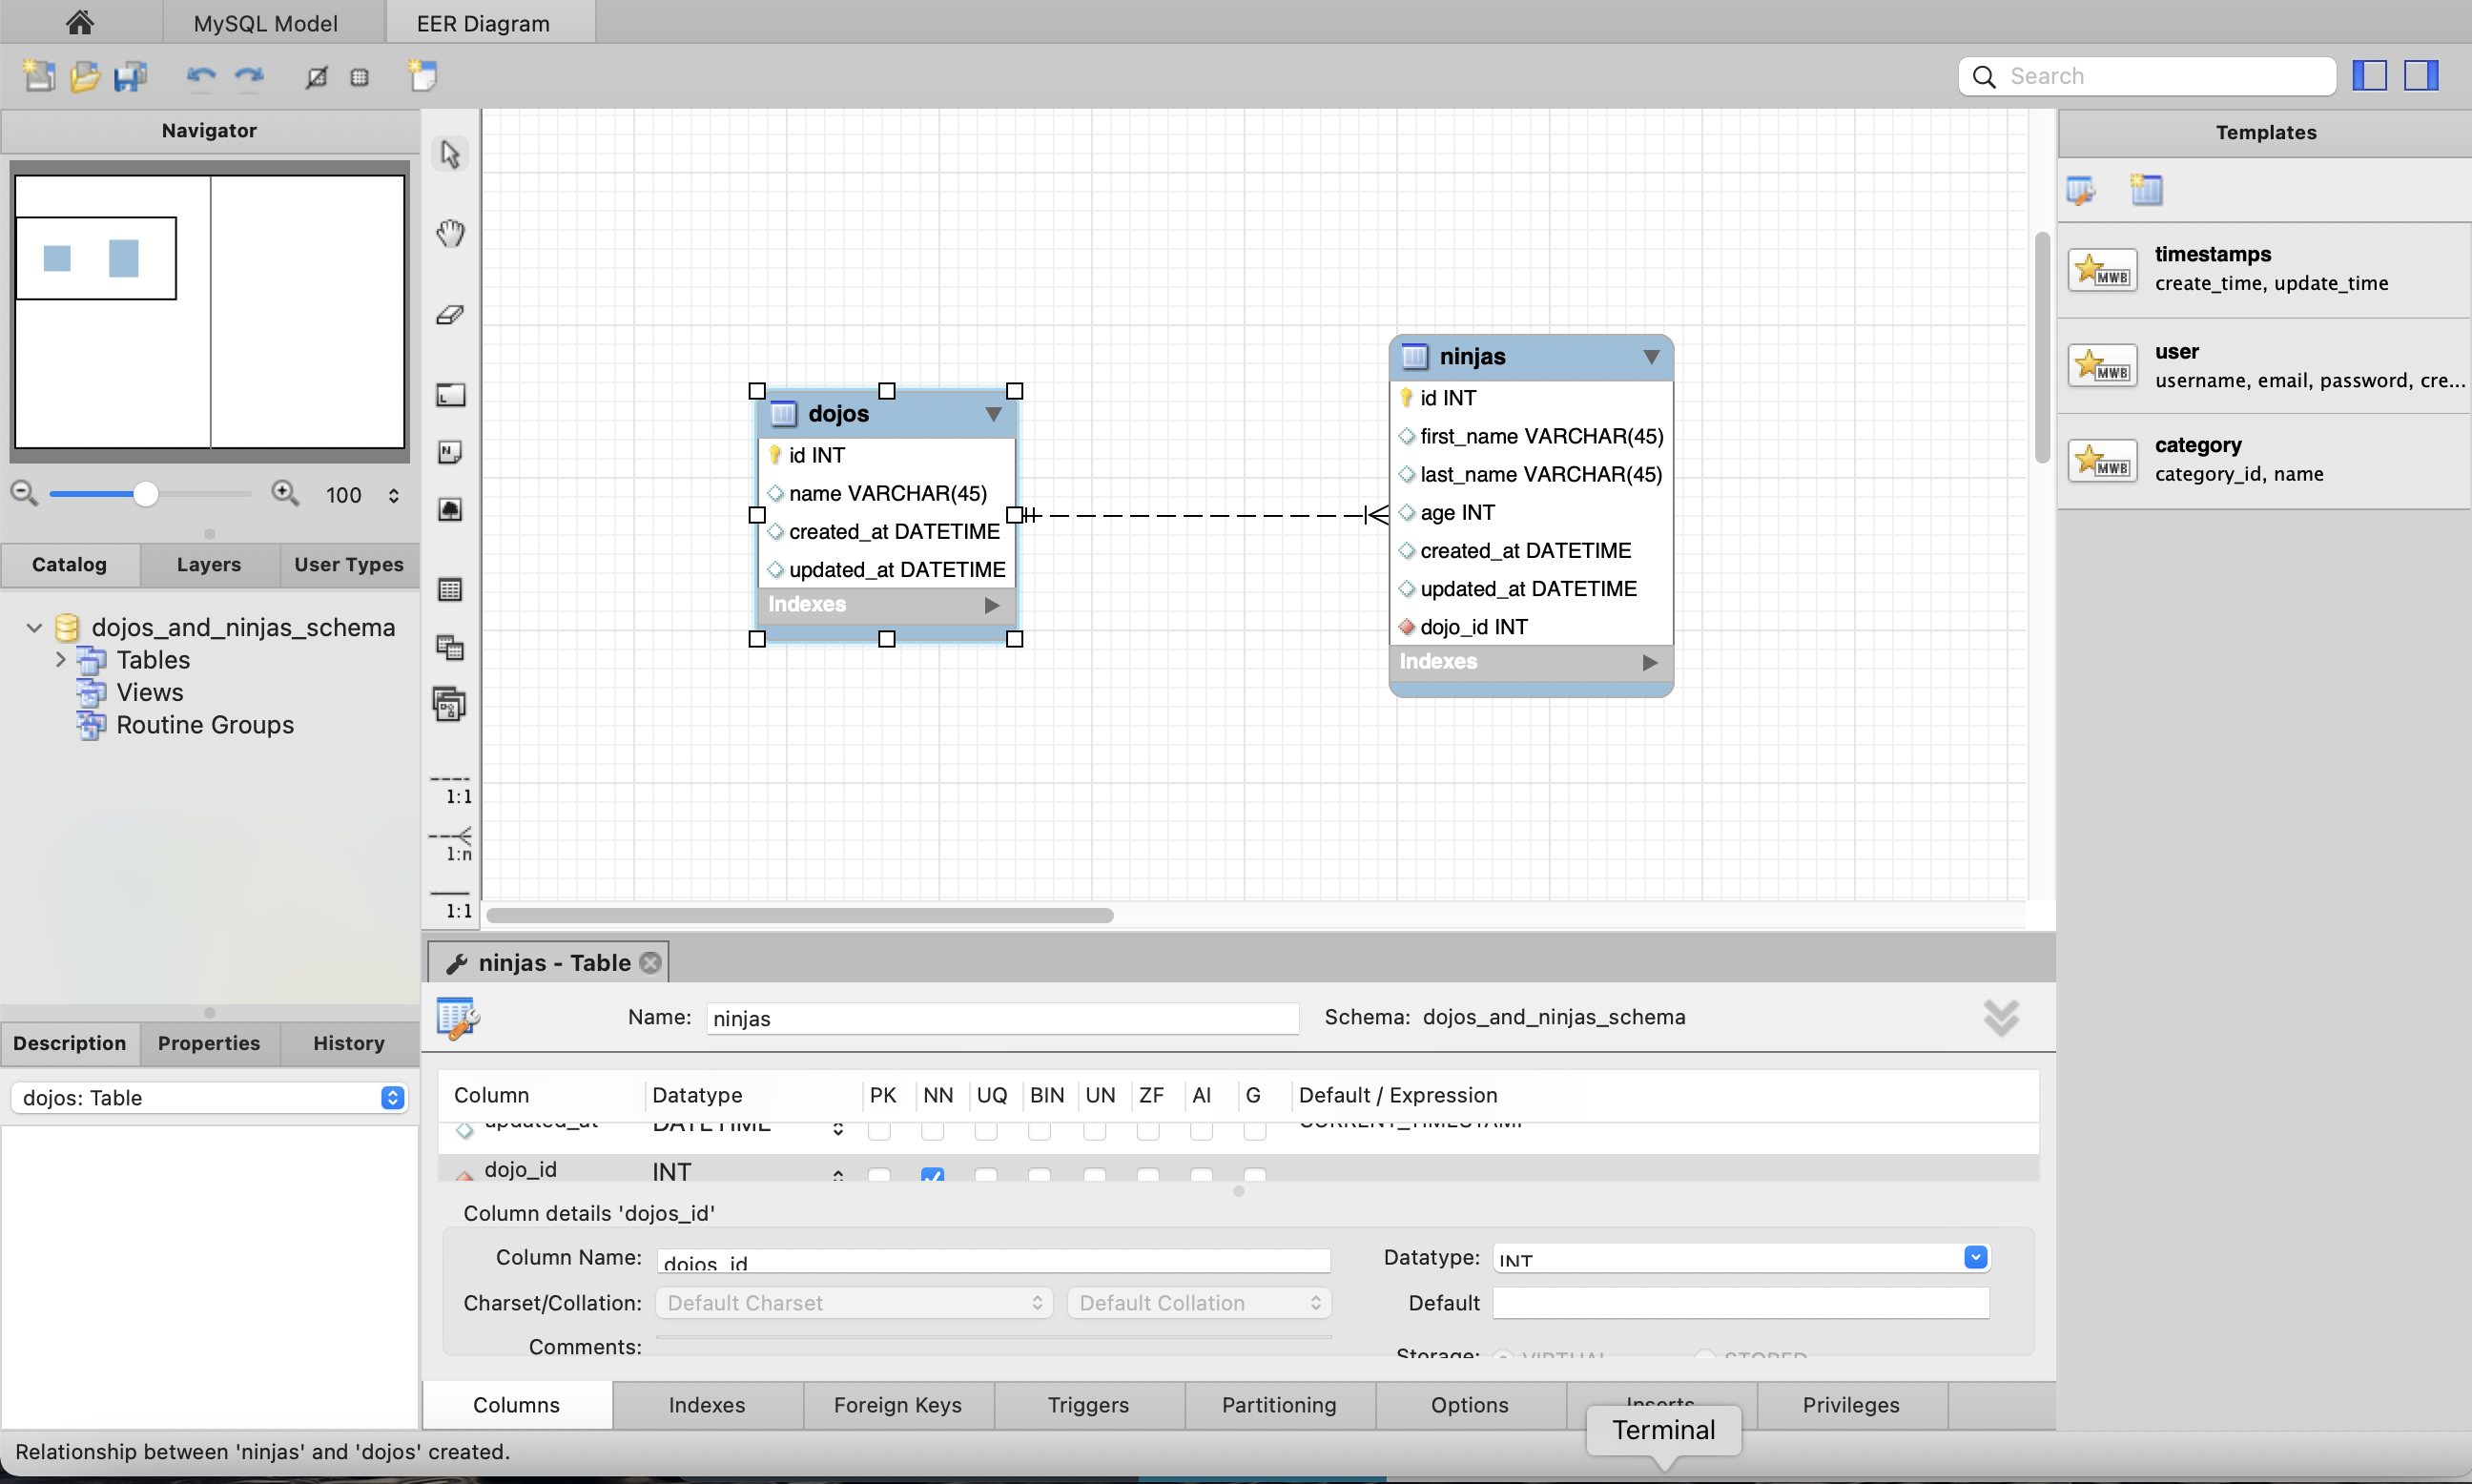 MySQL Model
EER Diagram
Search
Navigator
100
Catalog
Layers
User Types
dojos_and_ninjas_schema
Tables
Views
Routine Groups
Description
Properties
History
dojos: Table
1:1
1:n
1:1
dojos
id INT
name VARCHAR(45)
created_at DATETIME
updated_at DATETIME
Indexes
ninjas
id INT
first_name VARCHAR(45)
last_name VARCHAR(45)
age INT
created_at DATETIME
updated_at DATETIME
dojo_id INT
Indexes
Templates
MWB
timestamps
create_time, update_time
MWB
user
username, email, password, cre...
MWB
category
category_id, name
ninjas - Table
Name: ninjas
Schema: dojos_and_ninjas_schema
Column Datatype PK NN UQ BIN UN ZF AI G Default / Expression
updated_at DATETIME CURRENT_TIMESTAMP
dojo_id INT
Column details 'dojos_id'
Column Name: dojos_id
Datatype: INT
Charset/Collation: Default Charset Default Collation
Default
Comments:
Storage: VIRTUAL STORED
Columns
Indexes
Foreign Keys
Triggers
Partitioning
Options
Inserts
Privileges
Terminal
Relationship between 'ninjas' and 'dojos' created.